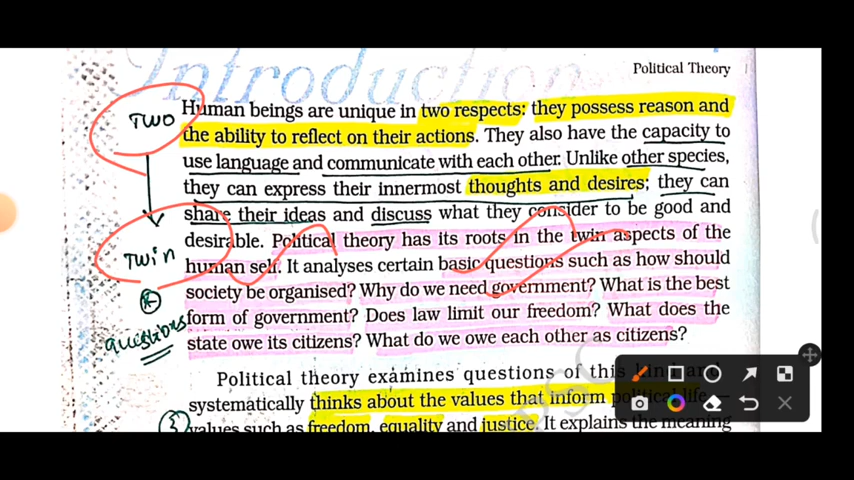 Introduction
Political Theory
Human beings are unique in two respects: they possess reason and
TWO
the ability to reflect on their actions. They also have the capacity to
use language and communicate with each other. Unlike other species,
they can express their innermost thoughts and desires; they can
share their ideas and discuss what they consider to be good and
desirable. Political theory has its roots in the twin aspects of the
Twin
human self. It analyses certain basic questions such as how should
society be organised? Why do we need government? What is the best
form of government? Does law limit our freedom? What does the
questions
state owe its citizens? What do we owe each other as citizens?
Political theory examines questions of this kind and
systematically thinks about the values that inform political life —
3
values such as freedom, equality and justice. It explains the meaning